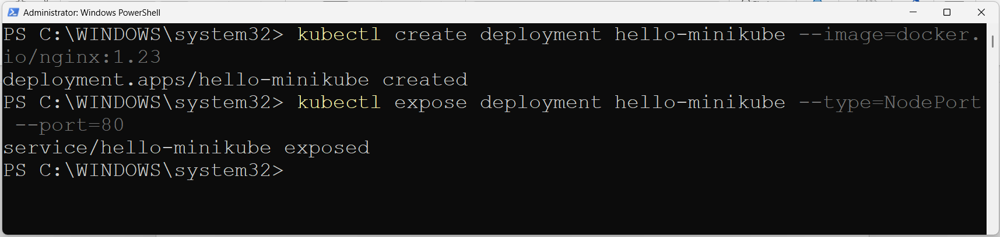 Administrator: Windows PowerShell
PS C:\WINDOWS\system32> kubectl create deployment hello-minikube --image=docker.
io/nginx:1.23
deployment.apps/hello-minikube created
PS C:\WINDOWS\system32> kubectl expose deployment hello-minikube --type=NodePort
 --port=80
service/hello-minikube exposed
PS C:\WINDOWS\system32>